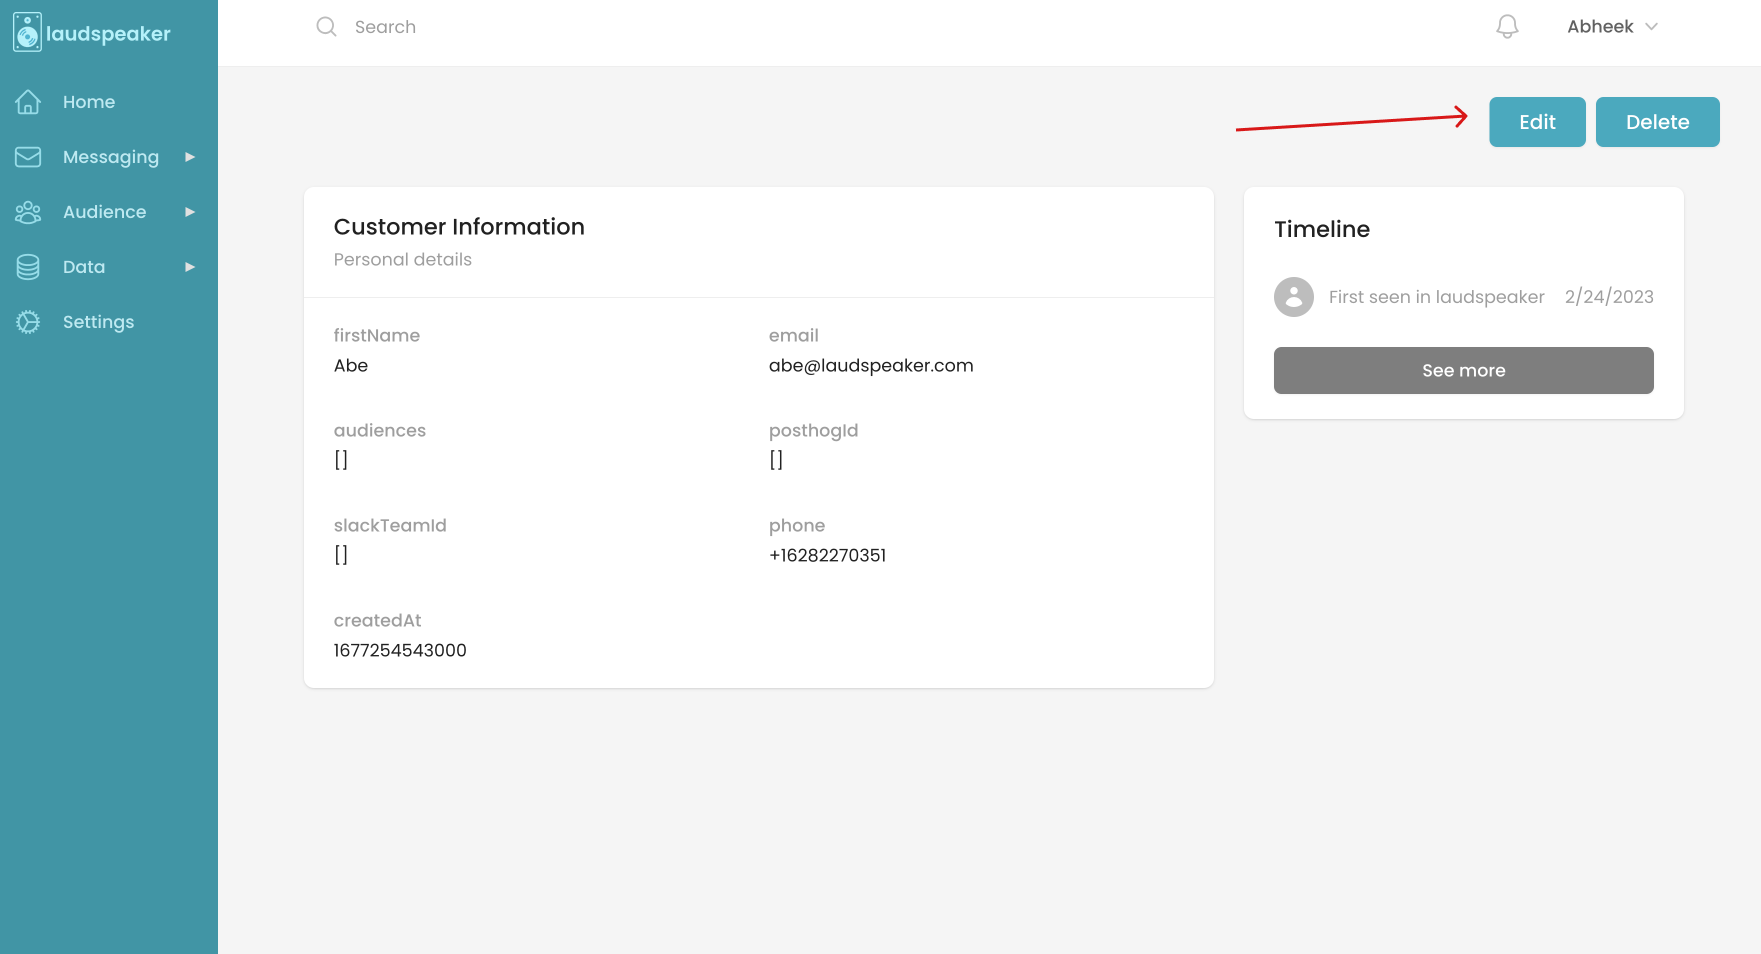 laudspeaker
Home
Messaging
Audience
Data
Settings
Search
Abheek
Edit
Delete
Customer Information
Personal details
firstName
Abe
email
abe@laudspeaker.com
audiences
[]
posthogId
[]
slackTeamId
[]
phone
+16282270351
createdAt
1677254543000
Timeline
First seen in laudspeaker 2/24/2023
See more